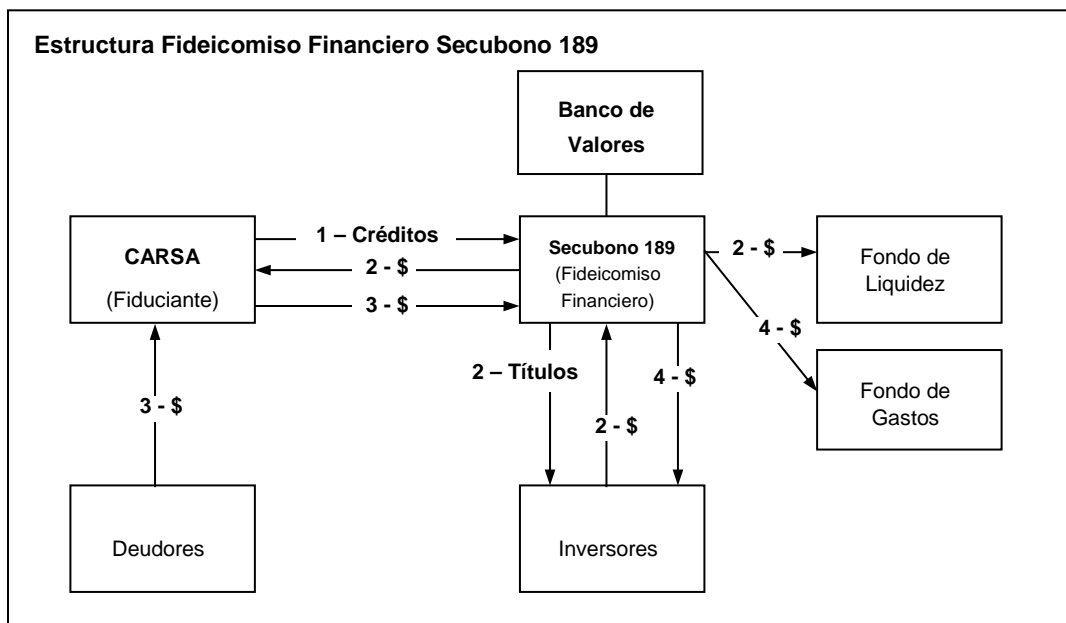 Estructura Fideicomiso Financiero Secubono 189
Banco de
Valores
CARSA
(Fiduciante)
1 – Créditos
2 - $
3 - $
Secubono 189
(Fideicomiso
Financiero)
2 - $
Fondo de
Liquidez
4 - $
Fondo de
Gastos
2 – Títulos
4 - $
2 - $
3 - $
Deudores
Inversores